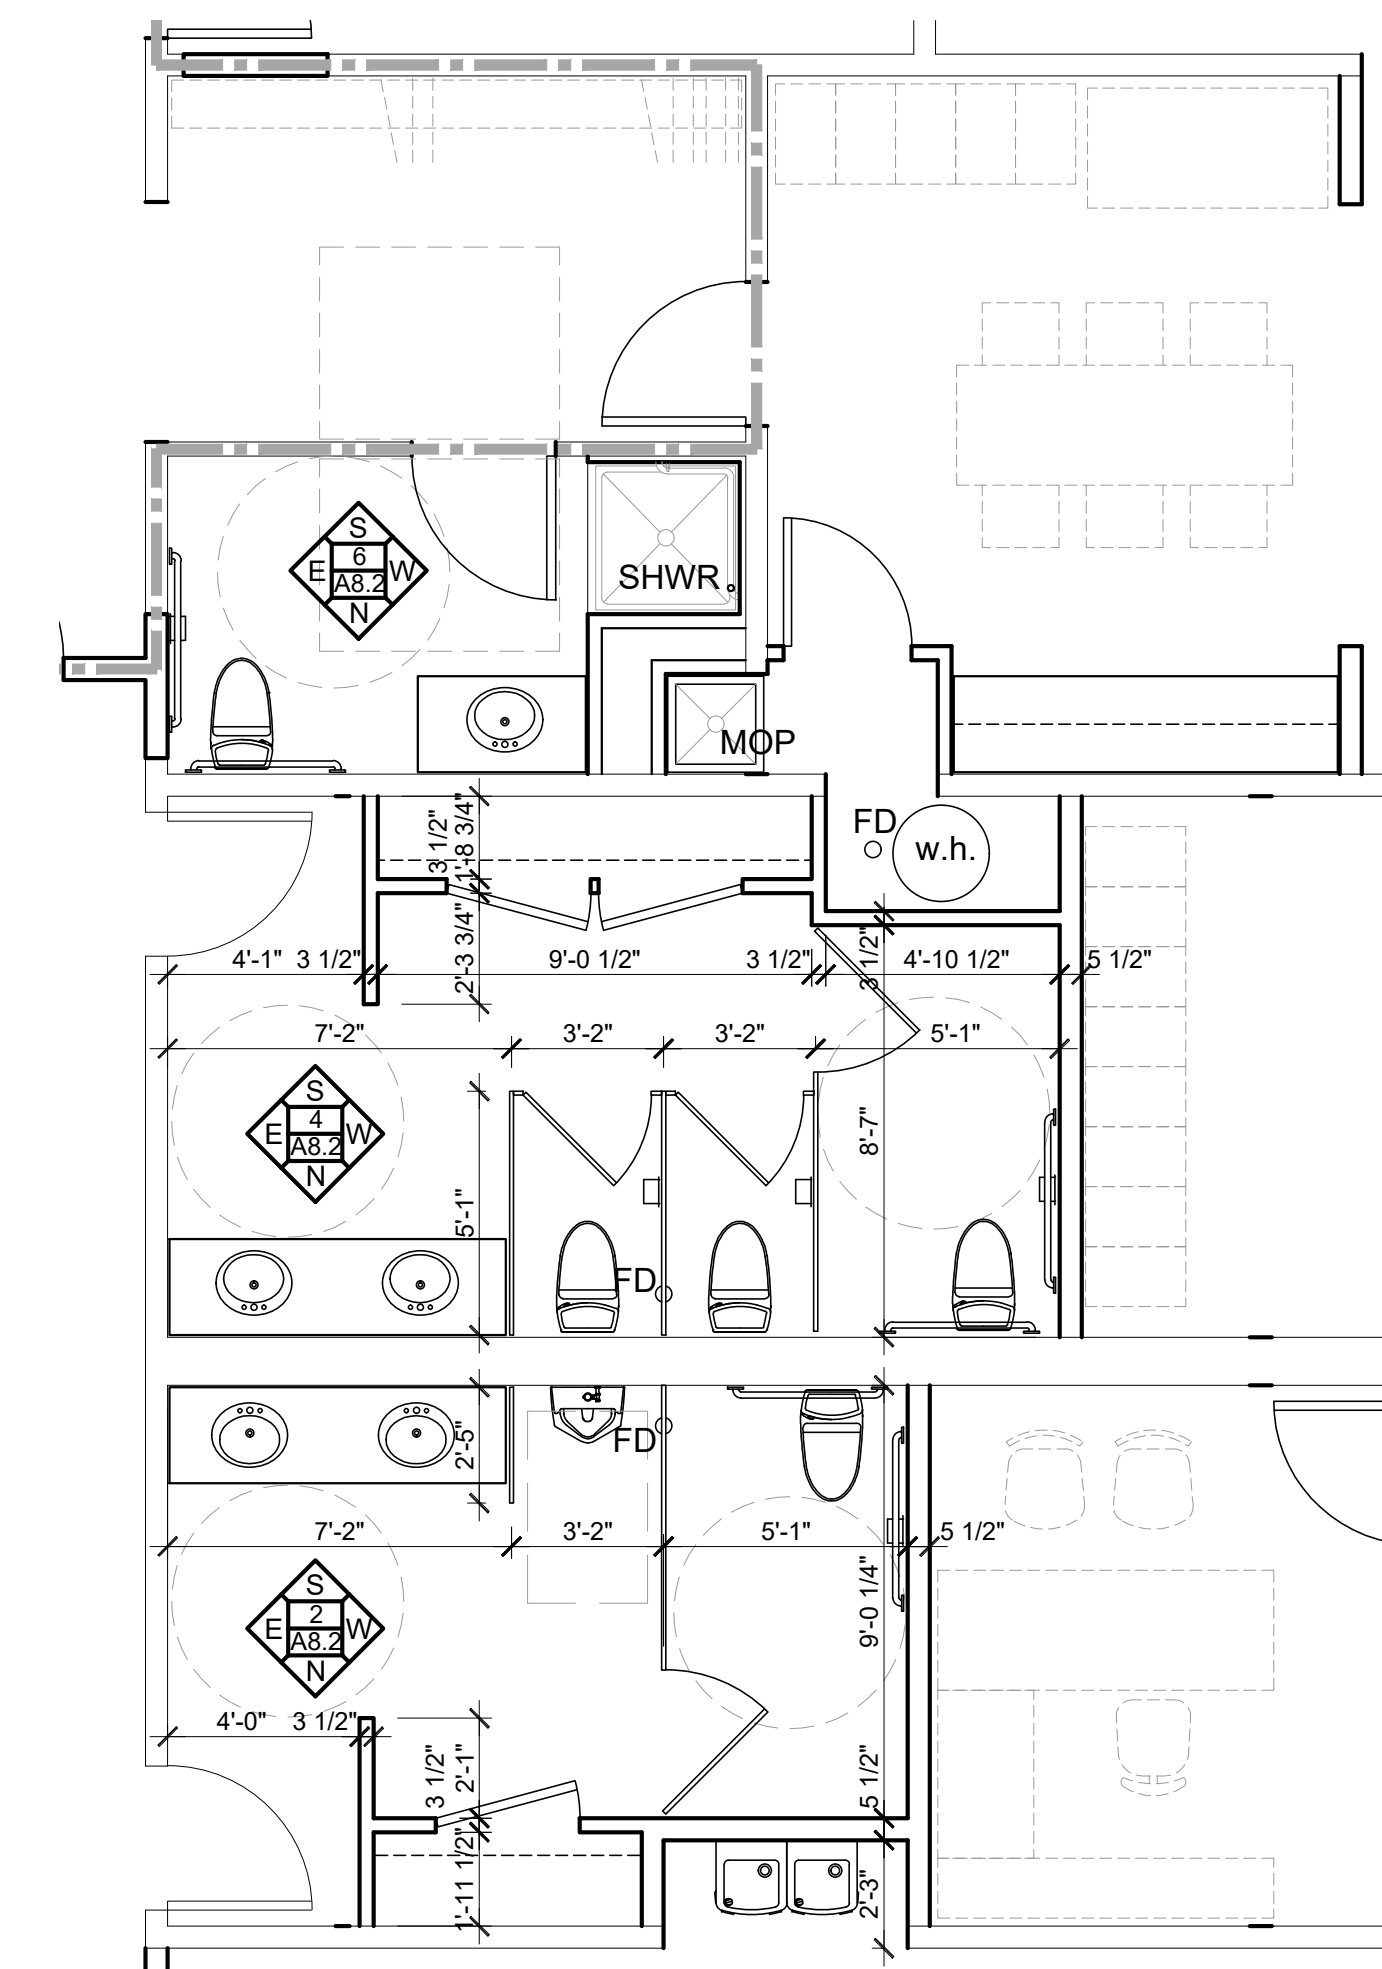 S
6
E
W
A8.2
N
SHWR
MOP
FD
w.h.
3 1/2"
1'-8 3/4"
2'-3 3/4"
4'-1"
3 1/2"
9'-0 1/2"
3 1/2"
3 1/2"
4'-10 1/2"
5 1/2"
7'-2"
3'-2"
3'-2"
5'-1"
S
4
E
W
A8.2
N
8'-7"
5'-1"
FD
2'-5"
FD
7'-2"
3'-2"
5'-1"
5 1/2"
S
2
E
W
A8.2
N
9'-0 1/4"
4'-0"
3 1/2"
3 1/2"
2'-1"
5 1/2"
1'-11 1/2"
2'-3"